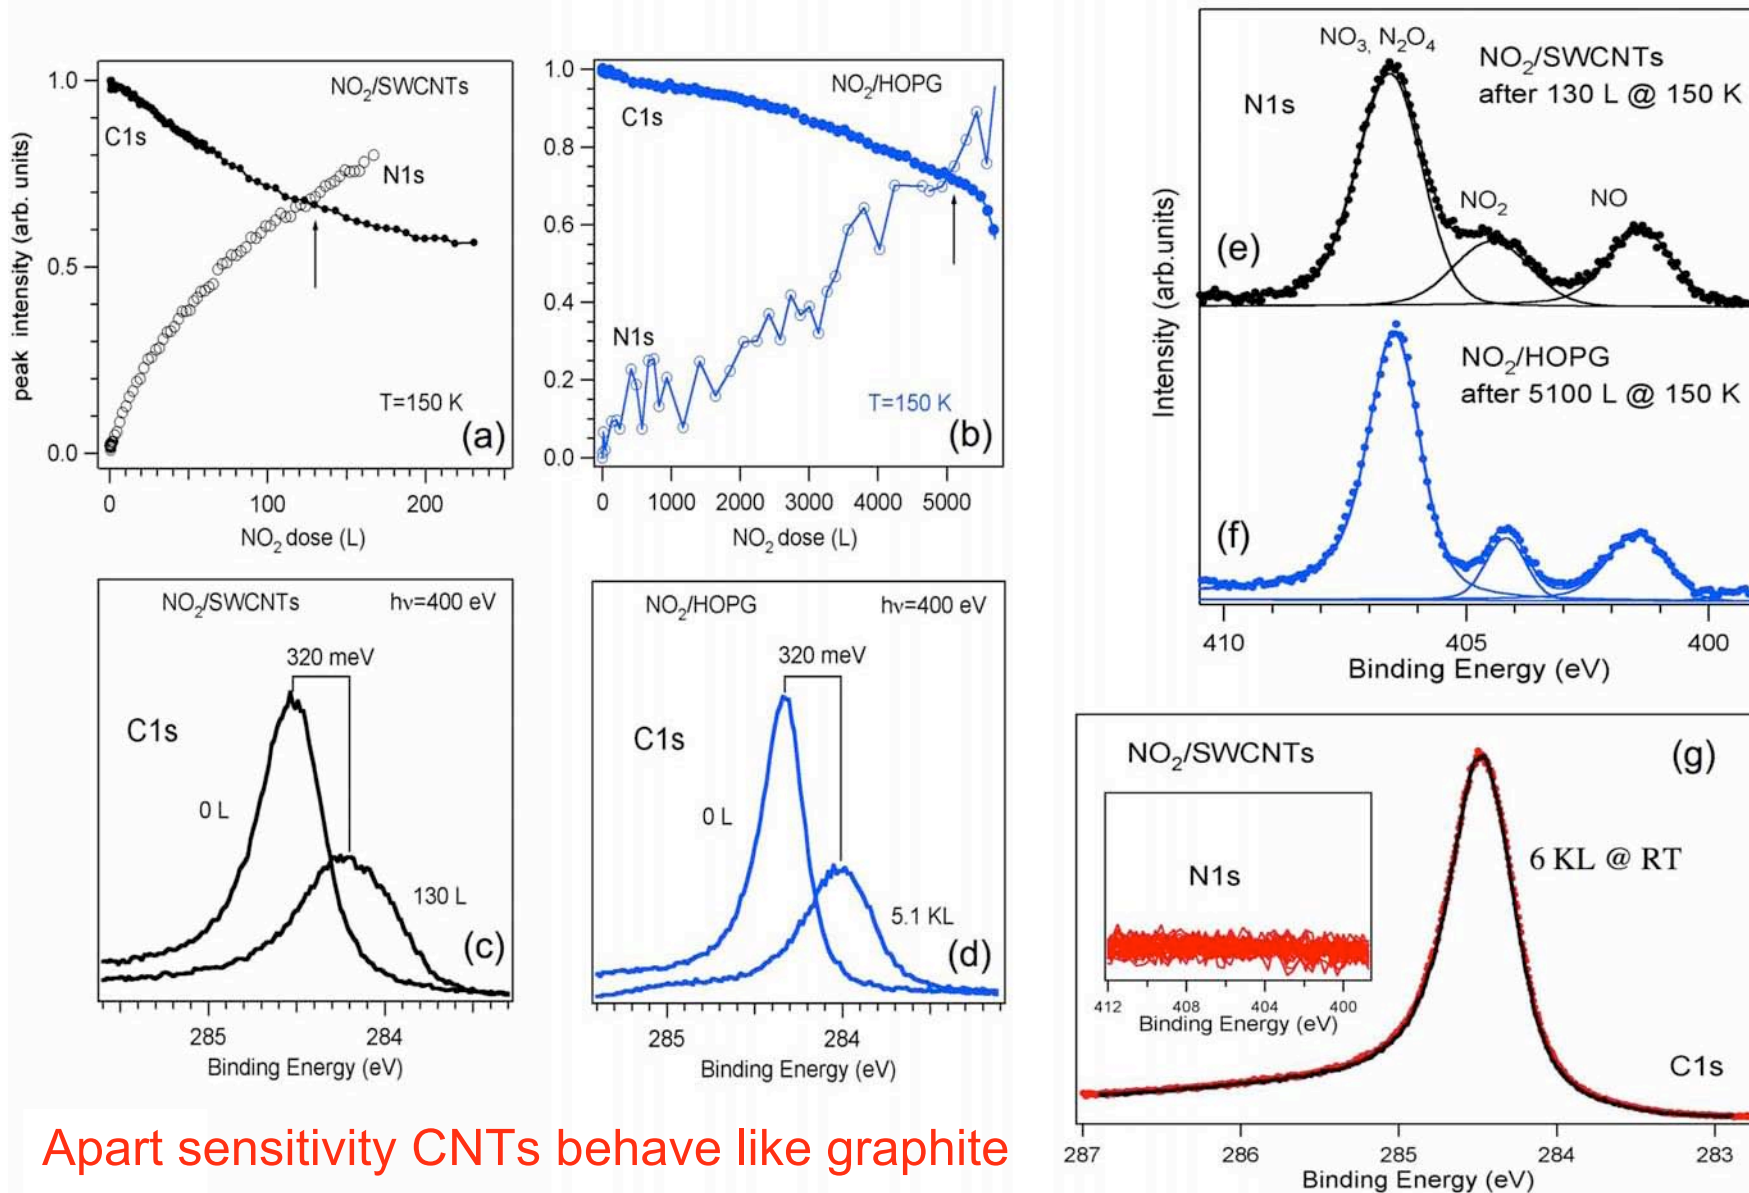 peak intensity (arb. units)
1.0
0.5
0.0
NO₂/SWCNTs
C1s
N1s
T=150 K
(a)
0 100 200
NO₂ dose (L)
1.0
0.8
0.6
0.4
0.2
0.0
NO₂/HOPG
C1s
N1s
T=150 K
(b)
0 1000 2000 3000 4000 5000
NO₂ dose (L)
NO₂/SWCNTs hν=400 eV
320 meV
C1s
0 L
130 L
(c)
285 284
Binding Energy (eV)
NO₂/HOPG hν=400 eV
320 meV
C1s
0 L
5.1 KL
(d)
285 284
Binding Energy (eV)
Intensity (arb.units)
NO₃, N₂O₄
NO₂/SWCNTs
after 130 L @ 150 K
N1s
NO₂
NO
(e)
NO₂/HOPG
after 5100 L @ 150 K
(f)
410 405 400
Binding Energy (eV)
NO₂/SWCNTs
(g)
6 KL @ RT
N1s
412 408 404 400
Binding Energy (eV)
C1s
287 286 285 284 283
Binding Energy (eV)
Apart sensitivity CNTs behave like graphite